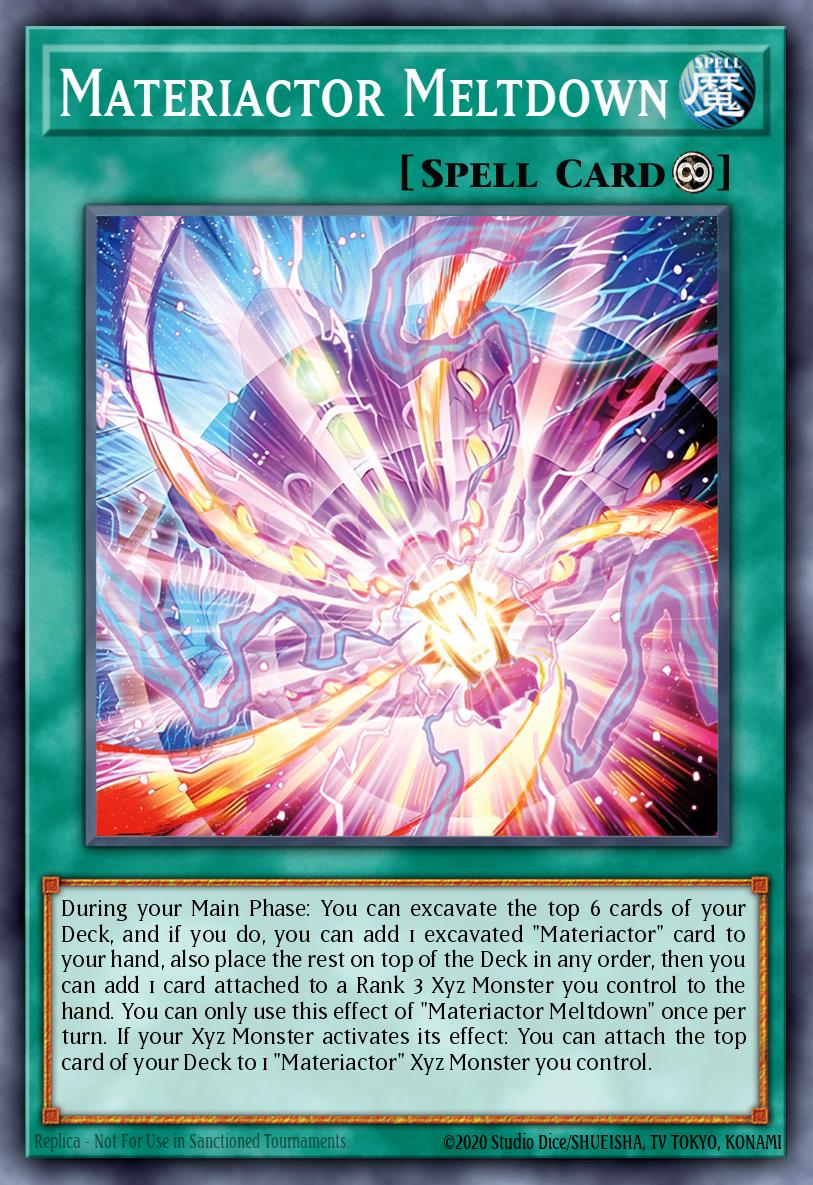 MATERIACTOR MELTDOWN
SPELL
魔
[SPELL CARD♾]
During your Main Phase: You can excavate the top 6 cards of your
Deck, and if you do, you can add 1 excavated "Materiactor" card to
your hand, also place the rest on top of the Deck in any order, then you
can add 1 card attached to a Rank 3 Xyz Monster you control to the
hand. You can only use this effect of "Materiactor Meltdown" once per
turn. If your Xyz Monster activates its effect: You can attach the top
card of your Deck to 1 "Materiactor" Xyz Monster you control.
Replica - Not For Use in Sanctioned Tournaments.
©2020 Studio Dice/SHUEISHA, TV TOKYO, KONAMI